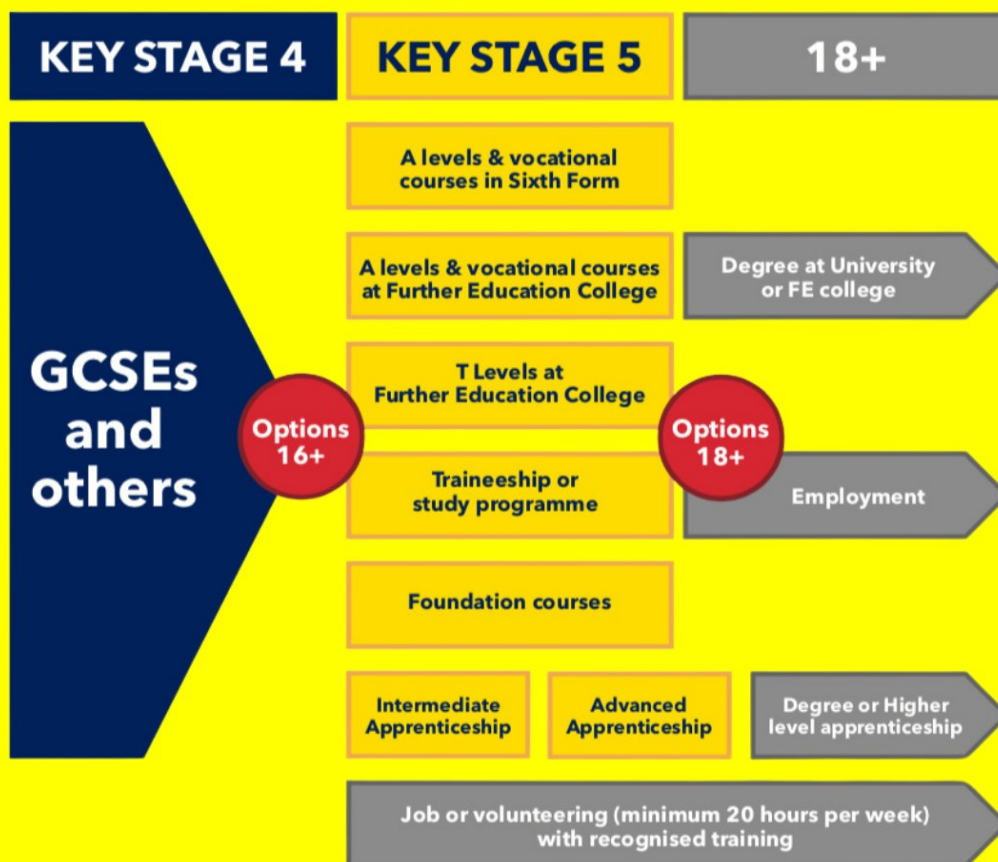 KEY STAGE 4
KEY STAGE 5
18+
GCSEs
and
others
Options
16+
A levels & vocational
courses in Sixth Form
A levels & vocational courses
at Further Education College
T Levels at
Further Education College
Traineeship or
study programme
Foundation courses
Intermediate
Apprenticeship
Advanced
Apprenticeship
Options
18+
Degree at University
or FE college
Employment
Degree or Higher
level apprenticeship
Job or volunteering (minimum 20 hours per week)
with recognised training